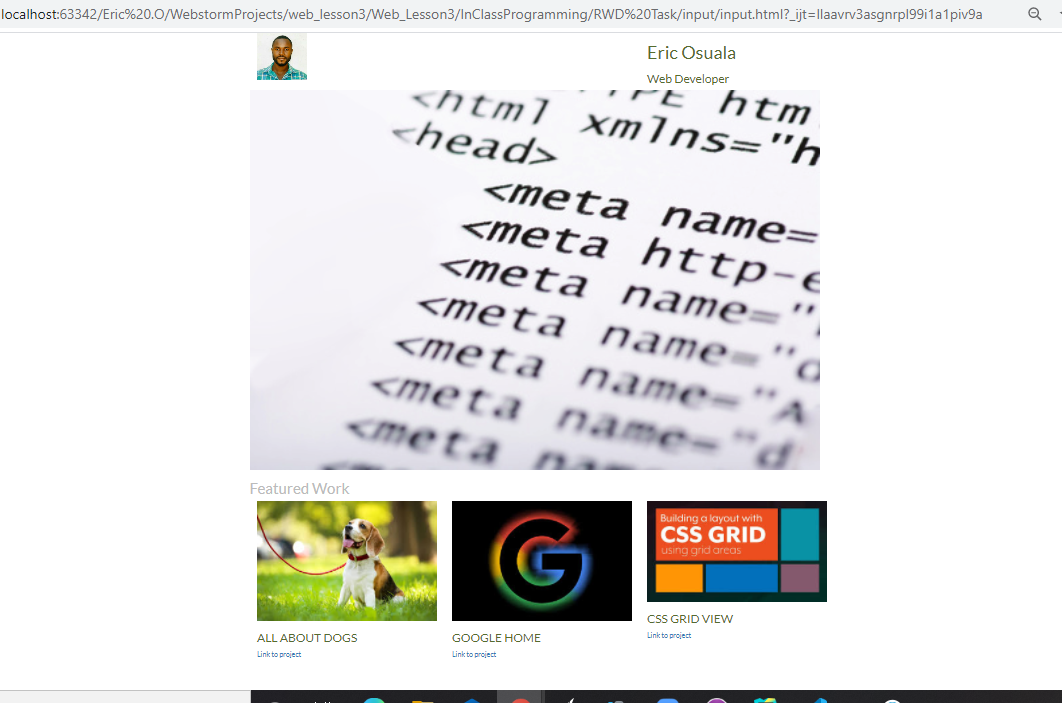 localhost:63342/Eric%20.O/WebstormProjects/web_lesson3/Web_Lesson3/InClassProgramming/RWD%20Task/input/input.html?_ijt=llaavrv3asgnrpl99i1a1piv9a
Eric Osuala
Web Developer
<html xmlns="h
<head>
<meta name=
<meta http-e
<meta name="
<meta name="d
<meta name="A
<meta name="d
<meta
Featured Work
Building a layout with
CSS GRID
using grid areas
ALL ABOUT DOGS
Link to project
GOOGLE HOME
Link to project
CSS GRID VIEW
Link to project